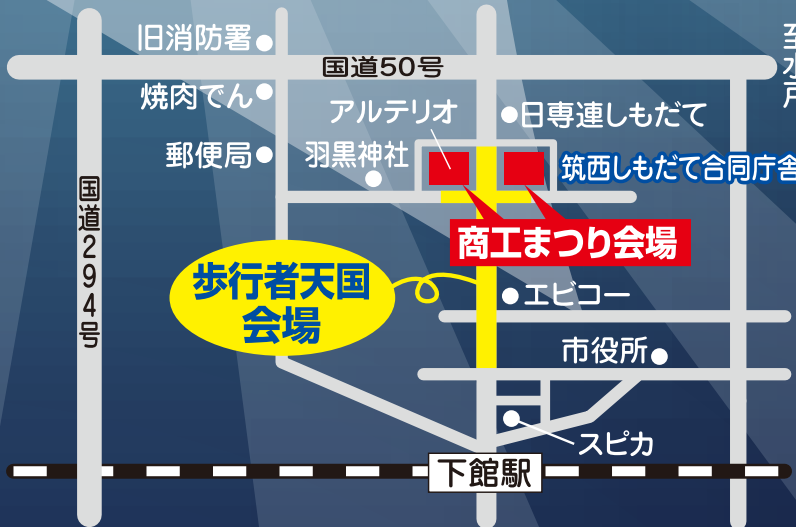 旧消防署
至水戸
国道50号
焼肉でん
アルテリオ
日専連しもだて
郵便局
羽黒神社
筑西しもだて合同庁舎
国道294号
商工まつり会場
歩行者天国
会場
エビコー
市役所
スピカ
下館駅